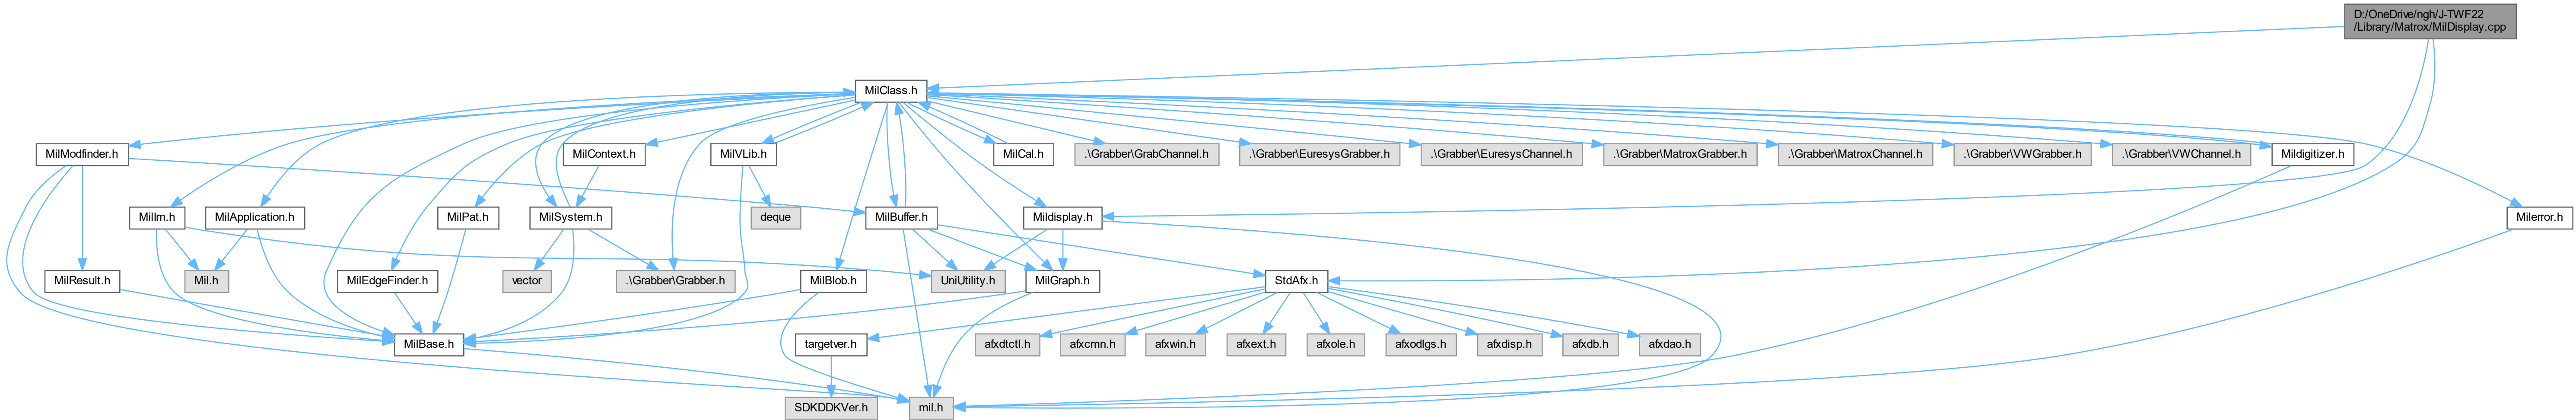 D:/OneDrive/ngh/J-TWF22
/Library/Matrox/MilDisplay.cpp
MilClass.h
MilModfinder.h
MilContext.h
MilVLib.h
MilCal.h
.\Grabber\GrabChannel.h
.\Grabber\EuresysGrabber.h
.\Grabber\EuresysChannel.h
.\Grabber\MatroxGrabber.h
.\Grabber\MatroxChannel.h
.\Grabber\VWGrabber.h
.\Grabber\VWChannel.h
Mildigitizer.h
MilIm.h
MilApplication.h
MilPat.h
MilSystem.h
deque
MilBuffer.h
Mildisplay.h
Milerror.h
MilResult.h
Mil.h
MilEdgeFinder.h
vector
.\Grabber\Grabber.h
MilBlob.h
UniUtility.h
MilGraph.h
StdAfx.h
MilBase.h
targetver.h
afxdtctl.h
afxcmn.h
afxwin.h
afxext.h
afxole.h
afxodlgs.h
afxdisp.h
afxdb.h
afxdao.h
SDKDDKVer.h
mil.h